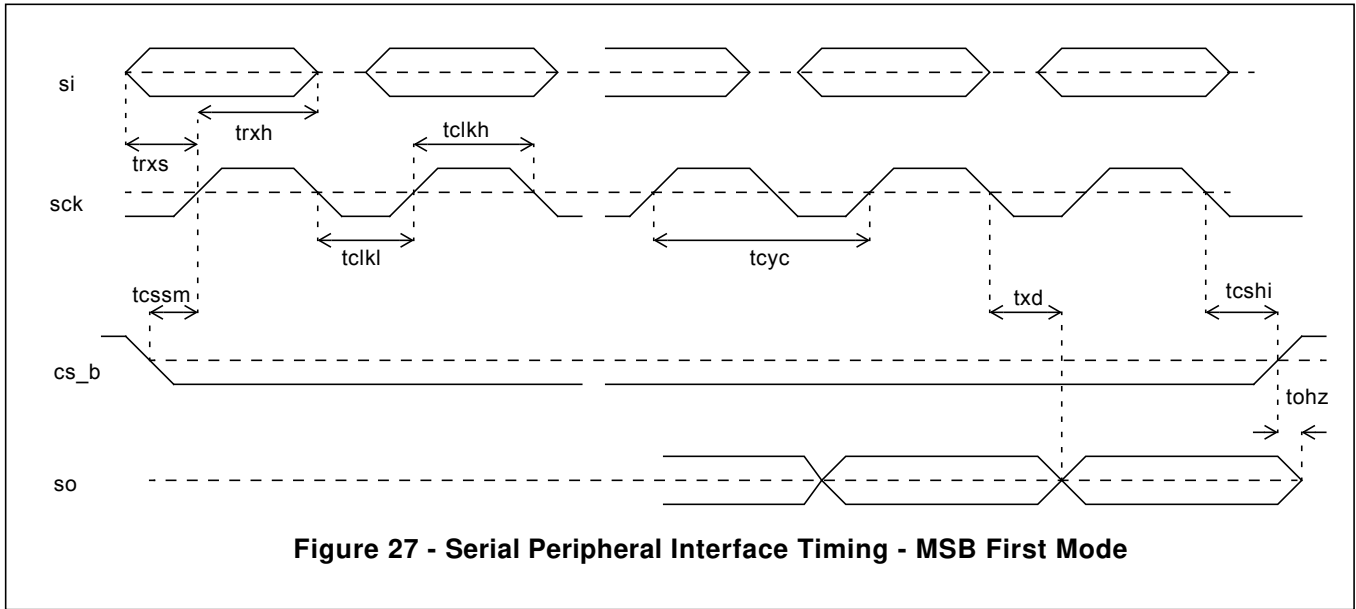 si
trxh
tclkh
trxs
sck
tclkl
tcyc
tcssm
txd
tcshi
cs_b
tohz
so
Figure 27 - Serial Peripheral Interface Timing - MSB First Mode